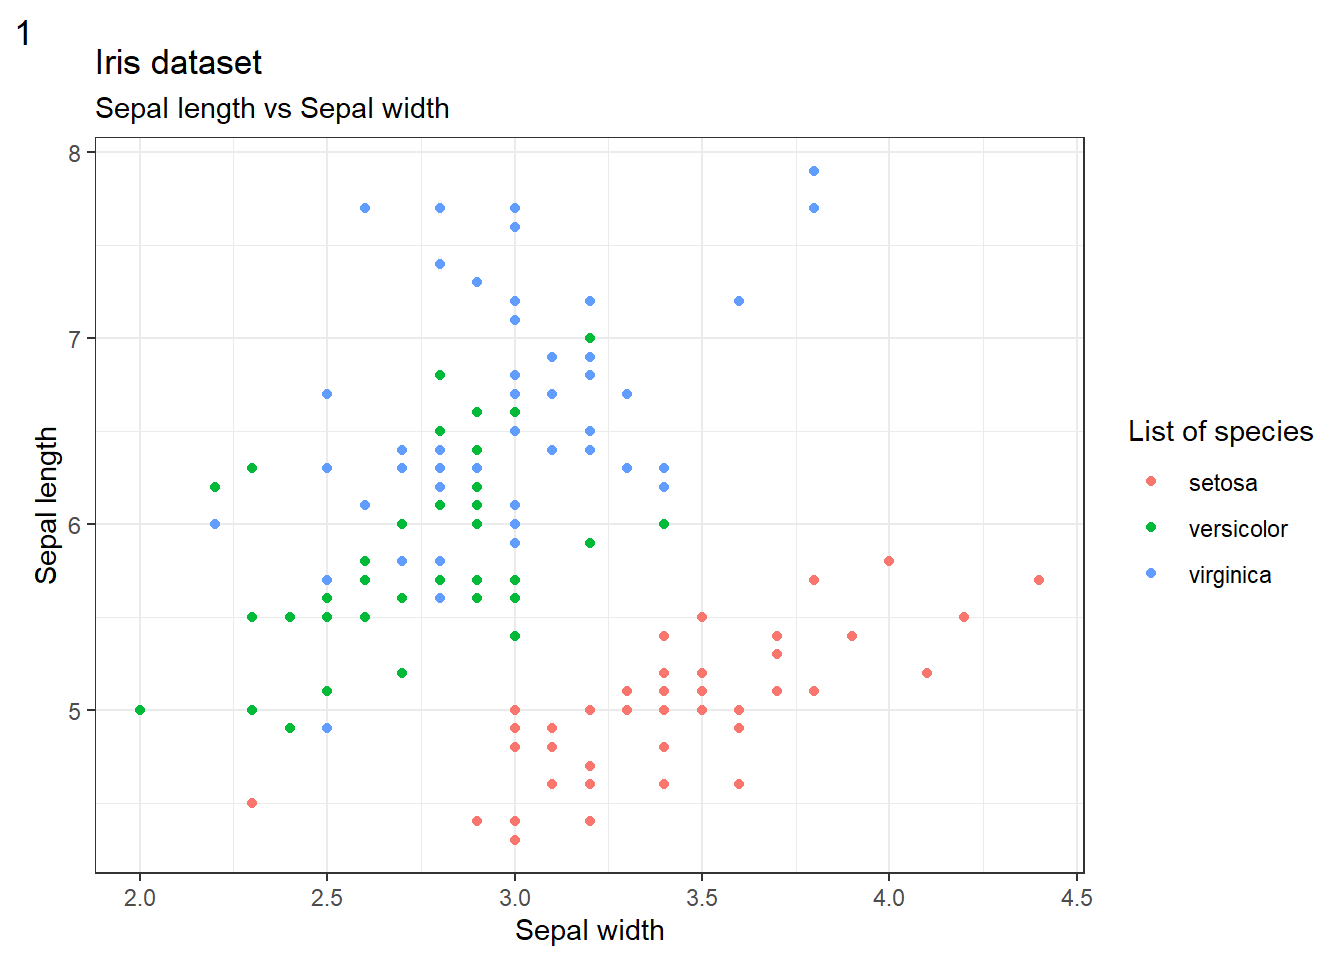 1
Iris dataset
Sepal length vs Sepal width
8
7
6
5
Sepal length
2.0 2.5 3.0 3.5 4.0 4.5
Sepal width
List of species
setosa
versicolor
virginica